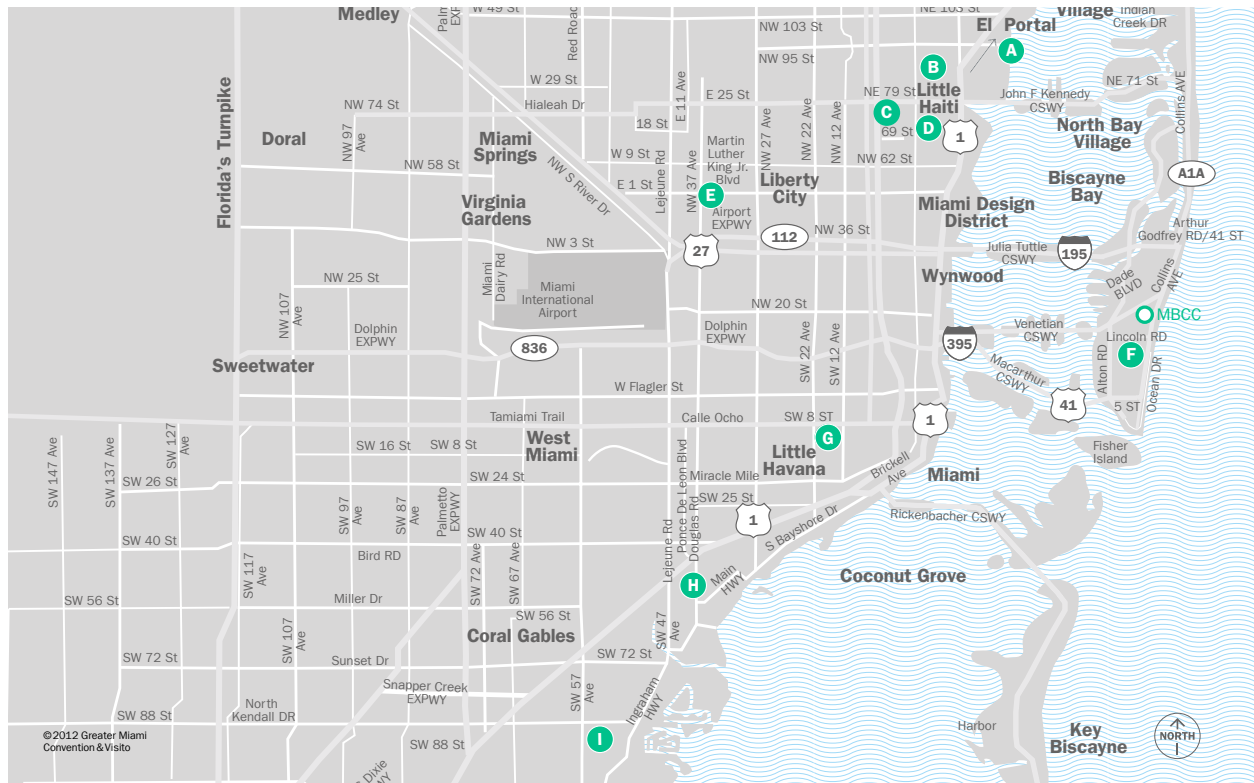 Medley
Palm
EXPWY
W 49 St
Red Road
NE 103 St
Village
Indian
Creek DR
NW 103 St
El Portal
A
NW 95 St
B
Little
Haiti
NE 79 St
C
D
69 St
1
NE 71 St
John F Kennedy
CSWY
Collins AVE
North Bay
Village
A1A
W 29 St
E 11 Ave
E 25 St
Hialeah Dr
18 St
NW 74 St
Florida's Turnpike
Doral
NW 97
Ave
Miami
Springs
NW 58 St
NW S River Dr
W 9 St
E 1 St
Lejeune Rd
NW 37 Ave
Martin
Luther
King Jr.
Blvd
E
Airport
EXPWY
NW 27 Ave
NW 22 Ave
NW 12 Ave
NW 62 St
Liberty
City
Biscayne
Bay
Virginia
Gardens
Miami Design
District
Arthur
Godfrey RD/41 ST
NW 3 St
27
112
NW 36 St
Julia Tuttle
CSWY
195
Miami
Dairy Rd
NW 25 St
NW 107
Ave
Miami
International
Airport
Wynwood
Dade
BLVD
Collins
AVE
NW 20 St
MBCC
Dolphin
EXPWY
836
Dolphin
EXPWY
SW 22 Ave
SW 12 Ave
395
Venetian
CSWY
Lincoln RD
F
Alton RD
Ocean DR
Sweetwater
W Flagler St
Macarthur
CSWY
41
5 ST
Tamiami Trail
Calle Ocho
SW 8 ST
1
G
Fisher
Island
SW 147 Ave
SW 137 Ave
SW 127
Ave
SW 16 St
SW 8 St
West
Miami
Little
Havana
Brickell
Ave
Miami
SW 26 St
SW 24 St
Miracle Mile
SW 25 St
Ponce De Leon Blvd
Douglas Rd
Lejeune Rd
1
S Bayshore Dr
Rickenbacher CSWY
SW 97
Ave
SW 87
Ave
Palmetto
EXPWY
SW 40 St
SW 40 St
Bird RD
SW 117
Ave
SW 72 Ave
SW 67 Ave
Coconut Grove
H
Main
HWY
SW 56 St
Miller Dr
SW 56 St
SW 107
Ave
Coral Gables
SW 47
Ave
SW 72 St
Sunset Dr
SW 72 St
Snapper Creek
EXPWY
SW 57
Ave
Ingraham
HWY
North
Kendall DR
SW 88 St
SW 88 St
I
Harbor
Key
Biscayne
NORTH
©2012 Greater Miami
Convention & Visito
S Dixie